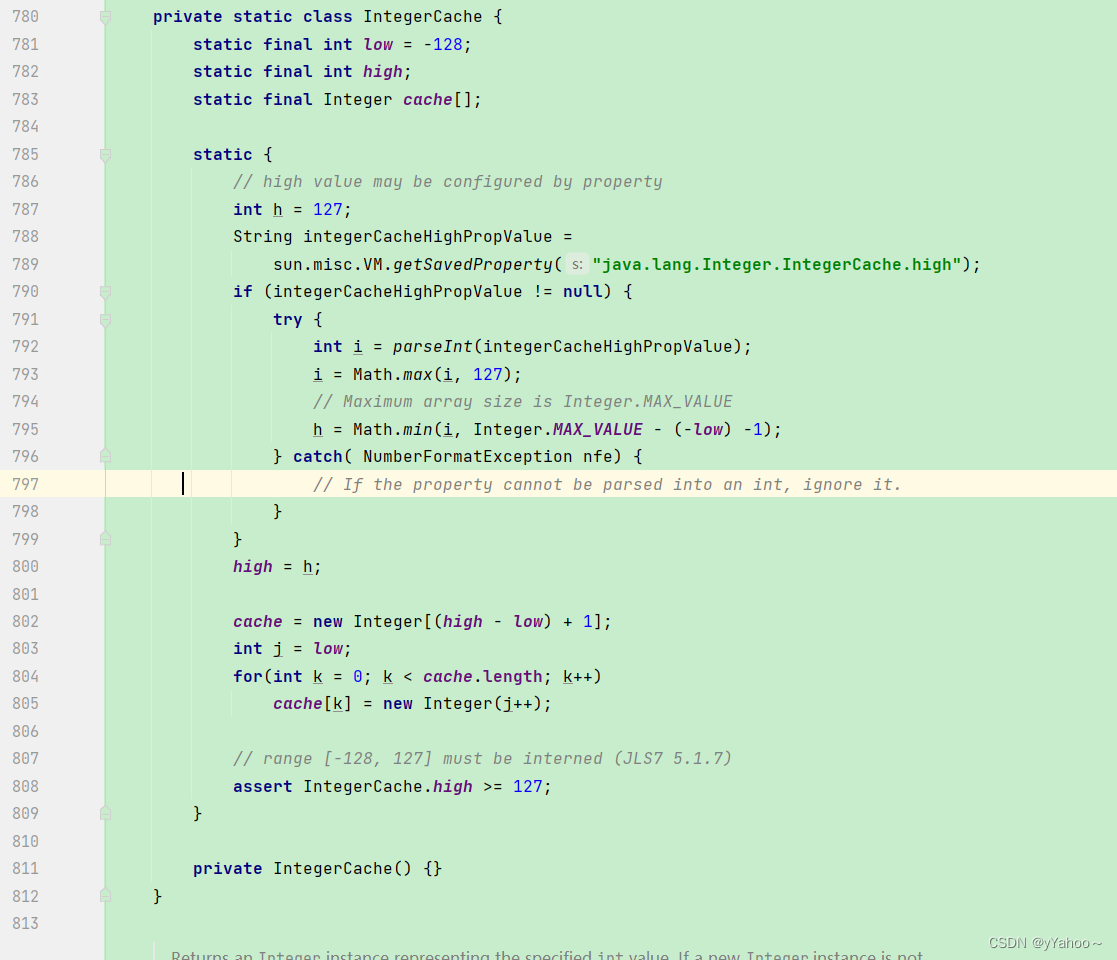 780 private static class IntegerCache {
781 static final int low = -128;
782 static final int high;
783 static final Integer cache[];
784
785 static {
786 // high value may be configured by property
787 int h = 127;
788 String integerCacheHighPropValue =
789 sun.misc.VM.getSavedProperty( s: "java.lang.Integer.IntegerCache.high");
790 if (integerCacheHighPropValue != null) {
791 try {
792 int i = parseInt(integerCacheHighPropValue);
793 i = Math.max(i, 127);
794 // Maximum array size is Integer.MAX_VALUE
795 h = Math.min(i, Integer.MAX_VALUE - (-low) -1);
796 } catch( NumberFormatException nfe) {
797 // If the property cannot be parsed into an int, ignore it.
798 }
799 }
800 high = h;
801
802 cache = new Integer[(high - low) + 1];
803 int j = low;
804 for(int k = 0; k < cache.length; k++)
805 cache[k] = new Integer(j++);
806
807 // range [-128, 127] must be interned (JLS7 5.1.7)
808 assert IntegerCache.high >= 127;
809 }
810
811 private IntegerCache() {}
812 }
813
Returns an Integer instance representing the specified int value. If a new Integer instance is not
CSDN @yYahoo~